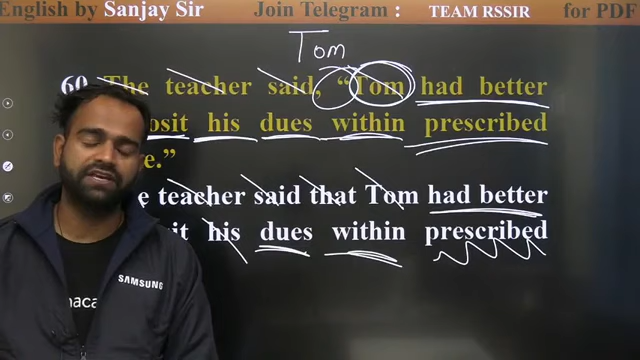 English by Sanjay Sir Join Telegram : TEAM RSSIR for PDF
Tom
60 The teacher said, “Tom had better
osit his dues within prescribed
e.”
e teacher said that Tom had better
it his dues within prescribed
SAMSUNG